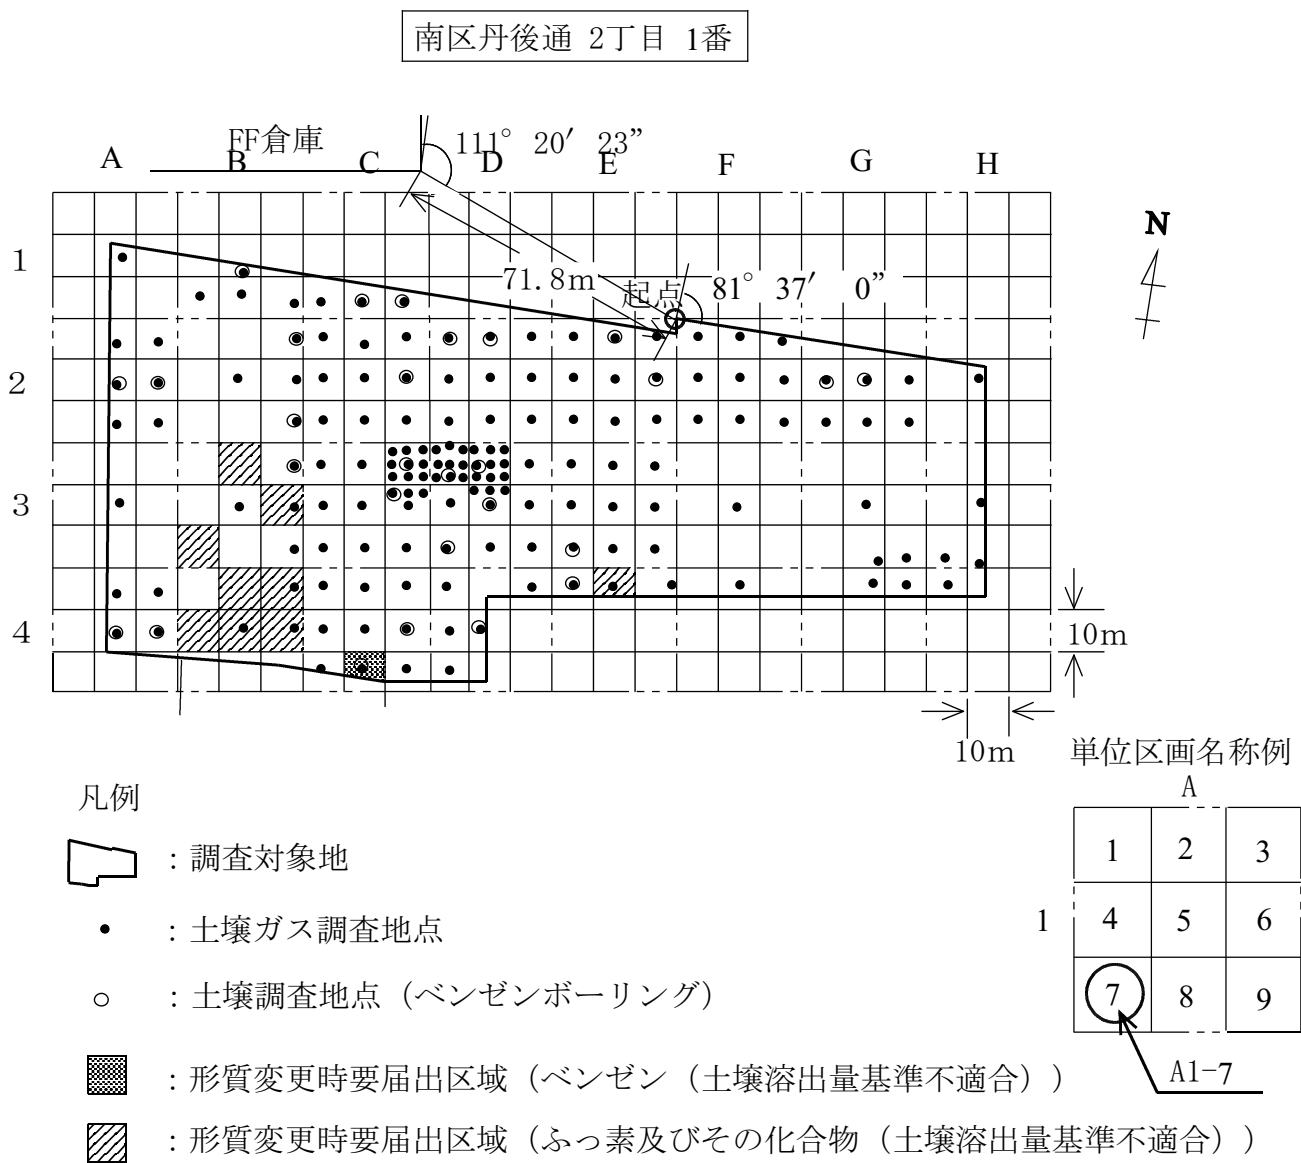 南区丹後通 2丁目 1番
FF倉庫
111° 20′ 23”
A B C D E F G H
N
1
71.8m
起点
81° 37′ 0”
2
3
4
10m
10m
単位区画名称例
A
1 2 3
1 4 5 6
7 8 9
A1-7
凡例
：調査対象地
：土壌ガス調査地点
：土壌調査地点（ベンゼンボーリング）
：形質変更時要届出区域（ベンゼン（土壌溶出量基準不適合））
：形質変更時要届出区域（ふっ素及びその化合物（土壌溶出量基準不適合））